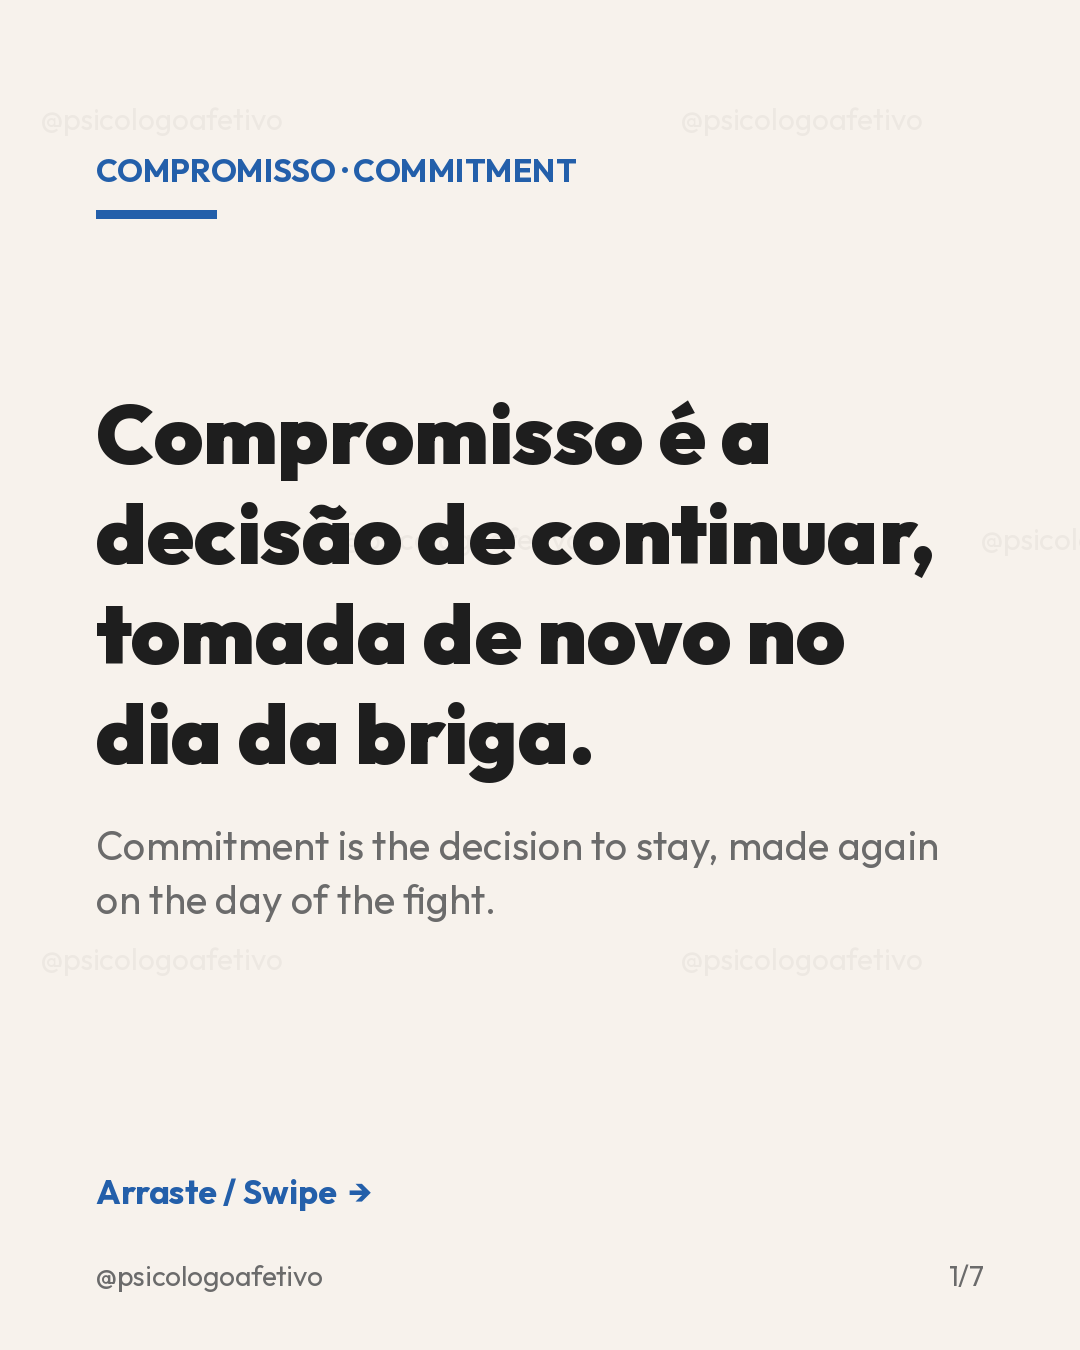 @psicologoafetivo @psicologoafetivo
COMPROMISSO · COMMITMENT
Compromisso é a
decisão de continuar,
@psicol
tomada de novo no
dia da briga.
Commitment is the decision to stay, made again
on the day of the fight.
@psicologoafetivo @psicologoafetivo
Arraste / Swipe →
@psicologoafetivo 1/7